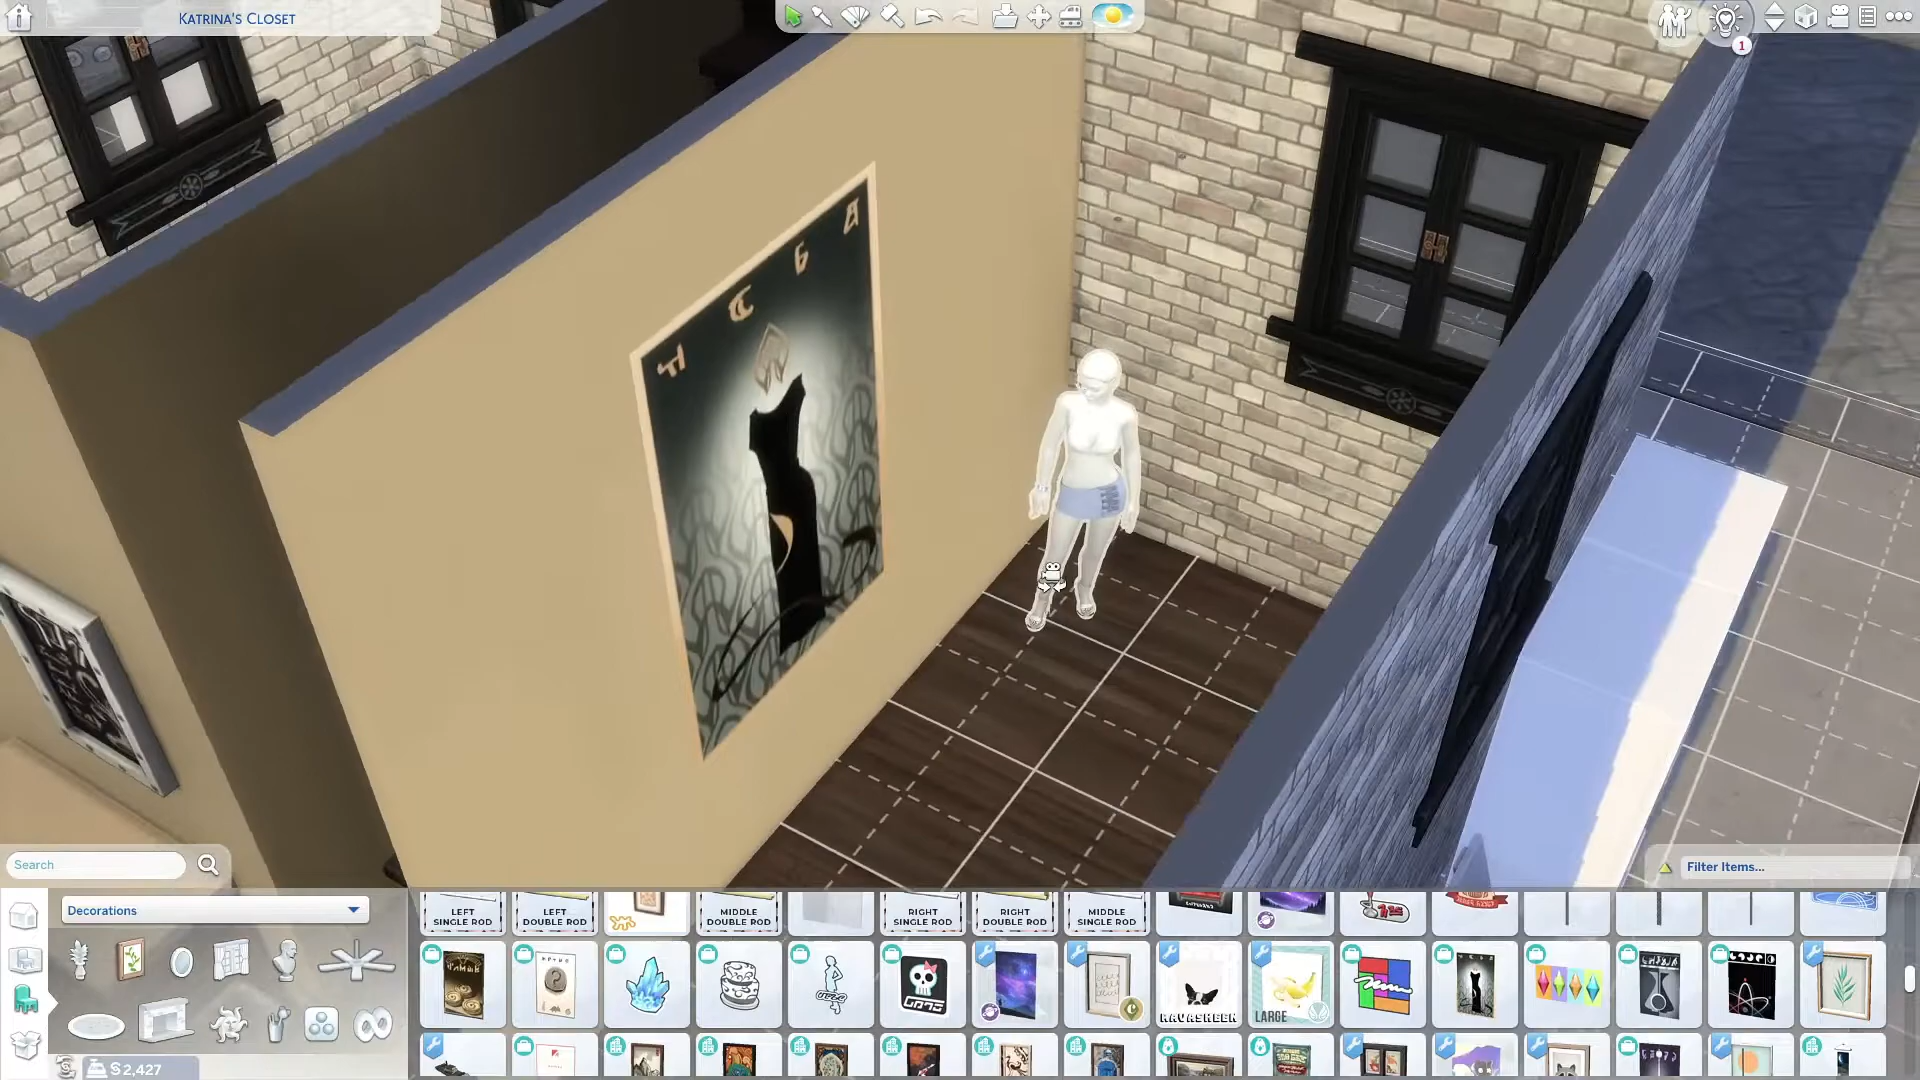 KATRINA'S CLOSET
1
Search
Filter Items...
Decorations
LEFT
SINGLE ROD
LEFT
DOUBLE ROD
MIDDLE
DOUBLE ROD
RIGHT
SINGLE ROD
RIGHT
DOUBLE ROD
MIDDLE
SINGLE ROD
RAVASHEEN
LARGE
§2,427